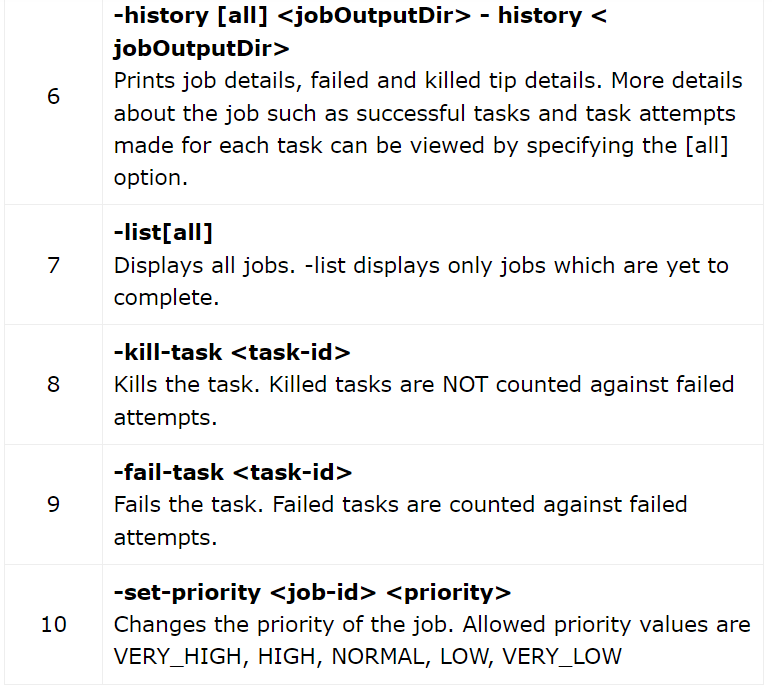 -history [all] <jobOutputDir> - history <
jobOutputDir>
6
Prints job details, failed and killed tip details. More details
about the job such as successful tasks and task attempts
made for each task can be viewed by specifying the [all]
option.
7
-list[all]
Displays all jobs. -list displays only jobs which are yet to
complete.
8
-kill-task <task-id>
Kills the task. Killed tasks are NOT counted against failed
attempts.
9
-fail-task <task-id>
Fails the task. Failed tasks are counted against failed
attempts.
10
-set-priority <job-id> <priority>
Changes the priority of the job. Allowed priority values are
VERY_HIGH, HIGH, NORMAL, LOW, VERY_LOW